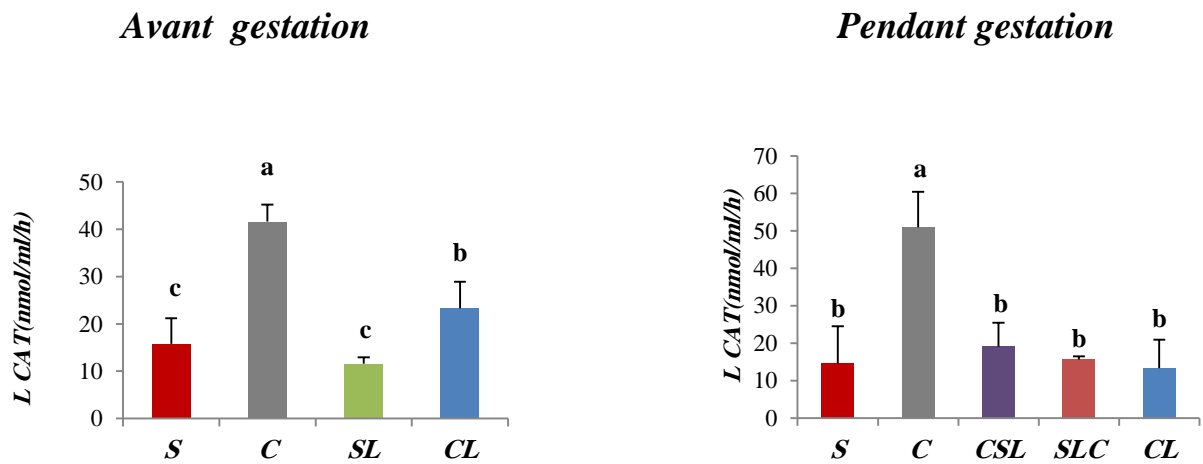 Avant gestation
L CAT(nmol/ml/h)
50
40
30
20
10
0
c
a
c
b
S C SL CL
Pendant gestation
L CAT(nmol/ml/h)
70
60
50
40
30
20
10
0
b
a
b
b
b
S C CSL SLC CL